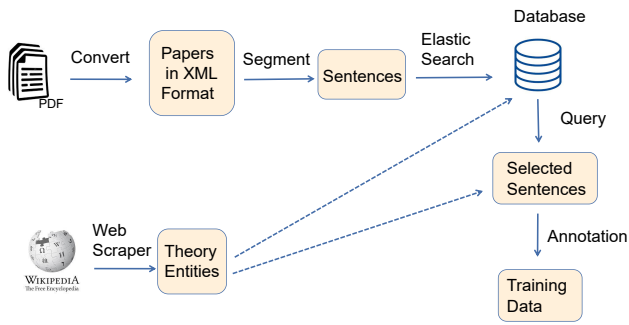 Database
PDF
Convert
Papers
in XML
Format
Segment
Sentences
Elastic
Search
Query
Selected
Sentences
Annotation
Training
Data
WIKIPEDIA
The Free Encyclopedia
Web
Scraper
Theory
Entities